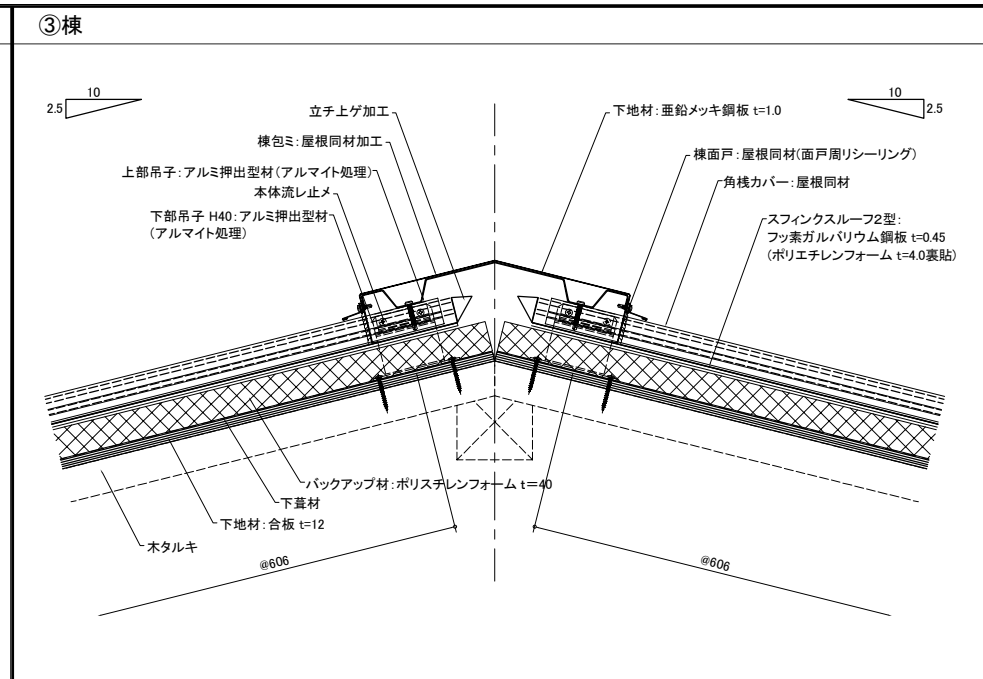 ③棟
10
2.5
10
2.5
立チ上ゲ加工
棟包ミ:屋根同材加工
上部吊子:アルミ押出型材(アルマイト処理)
本体流レ止メ
下部吊子 H40:アルミ押出型材
(アルマイト処理)
下地材:亜鉛メッキ鋼板 t=1.0
棟面戸:屋根同材(面戸周リシーリング)
角桟カバー:屋根同材
スフィンクスルーフ2型:
フッ素ガルバリウム鋼板 t=0.45
(ポリエチレンフォーム t=4.0裏貼)
バックアップ材:ポリスチレンフォーム t=40
下葺材
下地材:合板 t=12
木タルキ
@606
@606